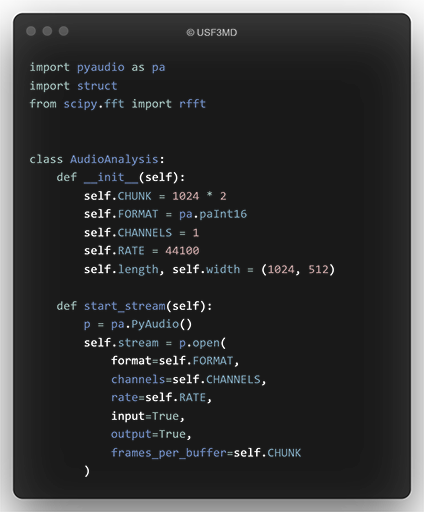 © USF3MD
import pyaudio as pa
import struct
from scipy.fft import rfft
class AudioAnalysis:
    def __init__(self):
        self.CHUNK = 1024 * 2
        self.FORMAT = pa.paInt16
        self.CHANNELS = 1
        self.RATE = 44100
        self.length, self.width = (1024, 512)
    def start_stream(self):
        p = pa.PyAudio()
        self.stream = p.open(
            format=self.FORMAT,
            channels=self.CHANNELS,
            rate=self.RATE,
            input=True,
            output=True,
            frames_per_buffer=self.CHUNK
        )